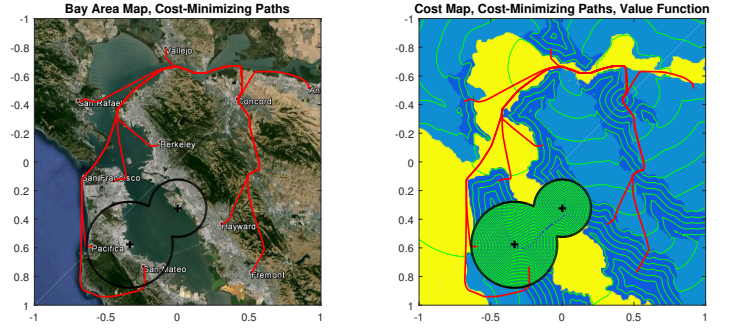 Bay Area Map, Cost-Minimizing Paths
-1
-0.8
-0.6
-0.4
-0.2
0
0.2
0.4
0.6
0.8
1
Vallejo
San Rafael
Concord
An
Berkeley
San Francisco
Hayward
Pacifica
San Mateo
Fremont
-1 -0.5 0 0.5 1
Cost Map, Cost-Minimizing Paths, Value Function
-1
-0.8
-0.6
-0.4
-0.2
0
0.2
0.4
0.6
0.8
1
-1 -0.5 0 0.5 1